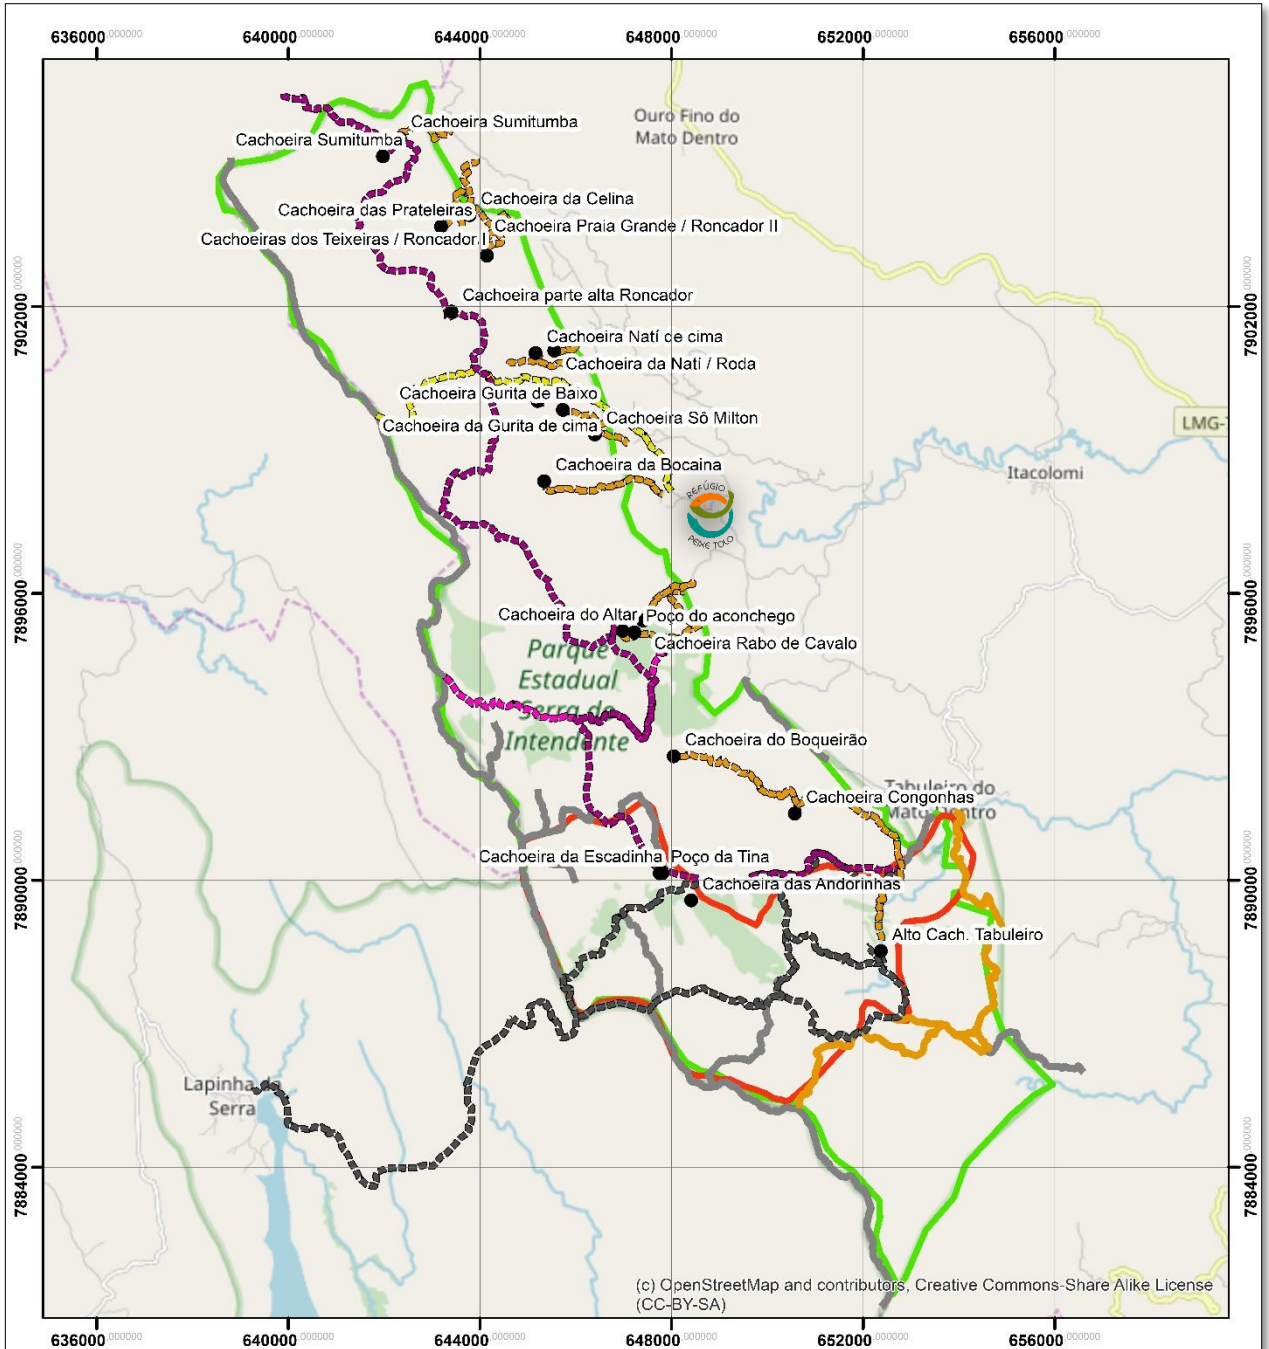 636000,000000 640000,000000 644000,000000 648000,000000 652000,000000 656000,000000
Ouro Fino do
Mato Dentro
Cachoeira Sumitumba
Cachoeira Sumitumba
Cachoeira da Celina
Cachoeira das Prateleiras
Cachoeira Praia Grande / Roncador II
Cachoeiras dos Teixeiras / Roncador I
7902000,000000
7902000,000000
Cachoeira parte alta Roncador
Cachoeira Natí de cima
Cachoeira da Natí / Roda
Cachoeira Gurita de Baixo
Cachoeira Sô Milton
Cachoeira da Gurita de cima
LMG-
Cachoeira da Bocaina
Itacolomi
REFÚGIO
PEIXE TOLO
7896000,000000
7896000,000000
Cachoeira do Altar
Poço do aconchego
Cachoeira Rabo de Cavalo
Parque
Estadual
Serra do
Intendente
Cachoeira do Boqueirão
Tabuleiro do
Mato Dentro
Cachoeira Congonhas
Cachoeira da Escadinha
Poço da Tina
Cachoeira das Andorinhas
7890000,000000
7890000,000000
Alto Cach. Tabuleiro
Lapinha da
Serra
7884000,000000
7884000,000000
(c) OpenStreetMap and contributors, Creative Commons-Share Alike License
(CC-BY-SA)
636000,000000 640000,000000 644000,000000 648000,000000 652000,000000 656000,000000